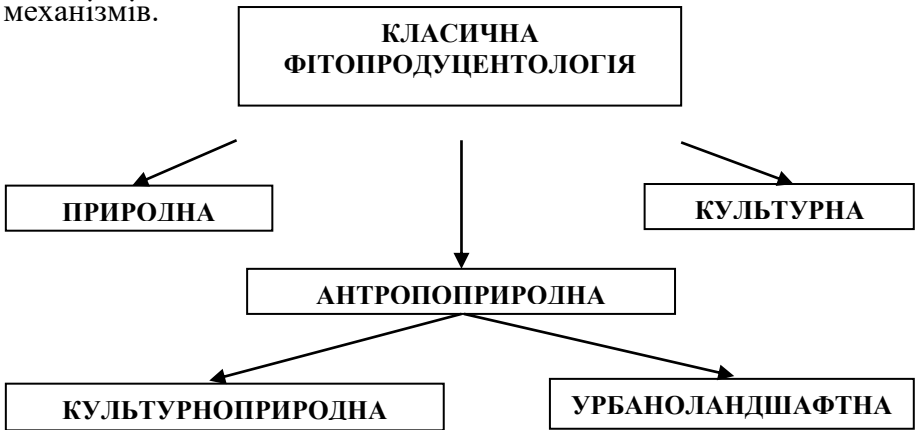 механізмів.
КЛАСИЧНА
ФІТОПРОДУЦЕНТОЛОГІЯ
ПРИРОДНА
КУЛЬТУРНА
АНТРОПОПРИРОДНА
КУЛЬТУРНОПРИРОДНА
УРБАНОЛАНДШАФТНА